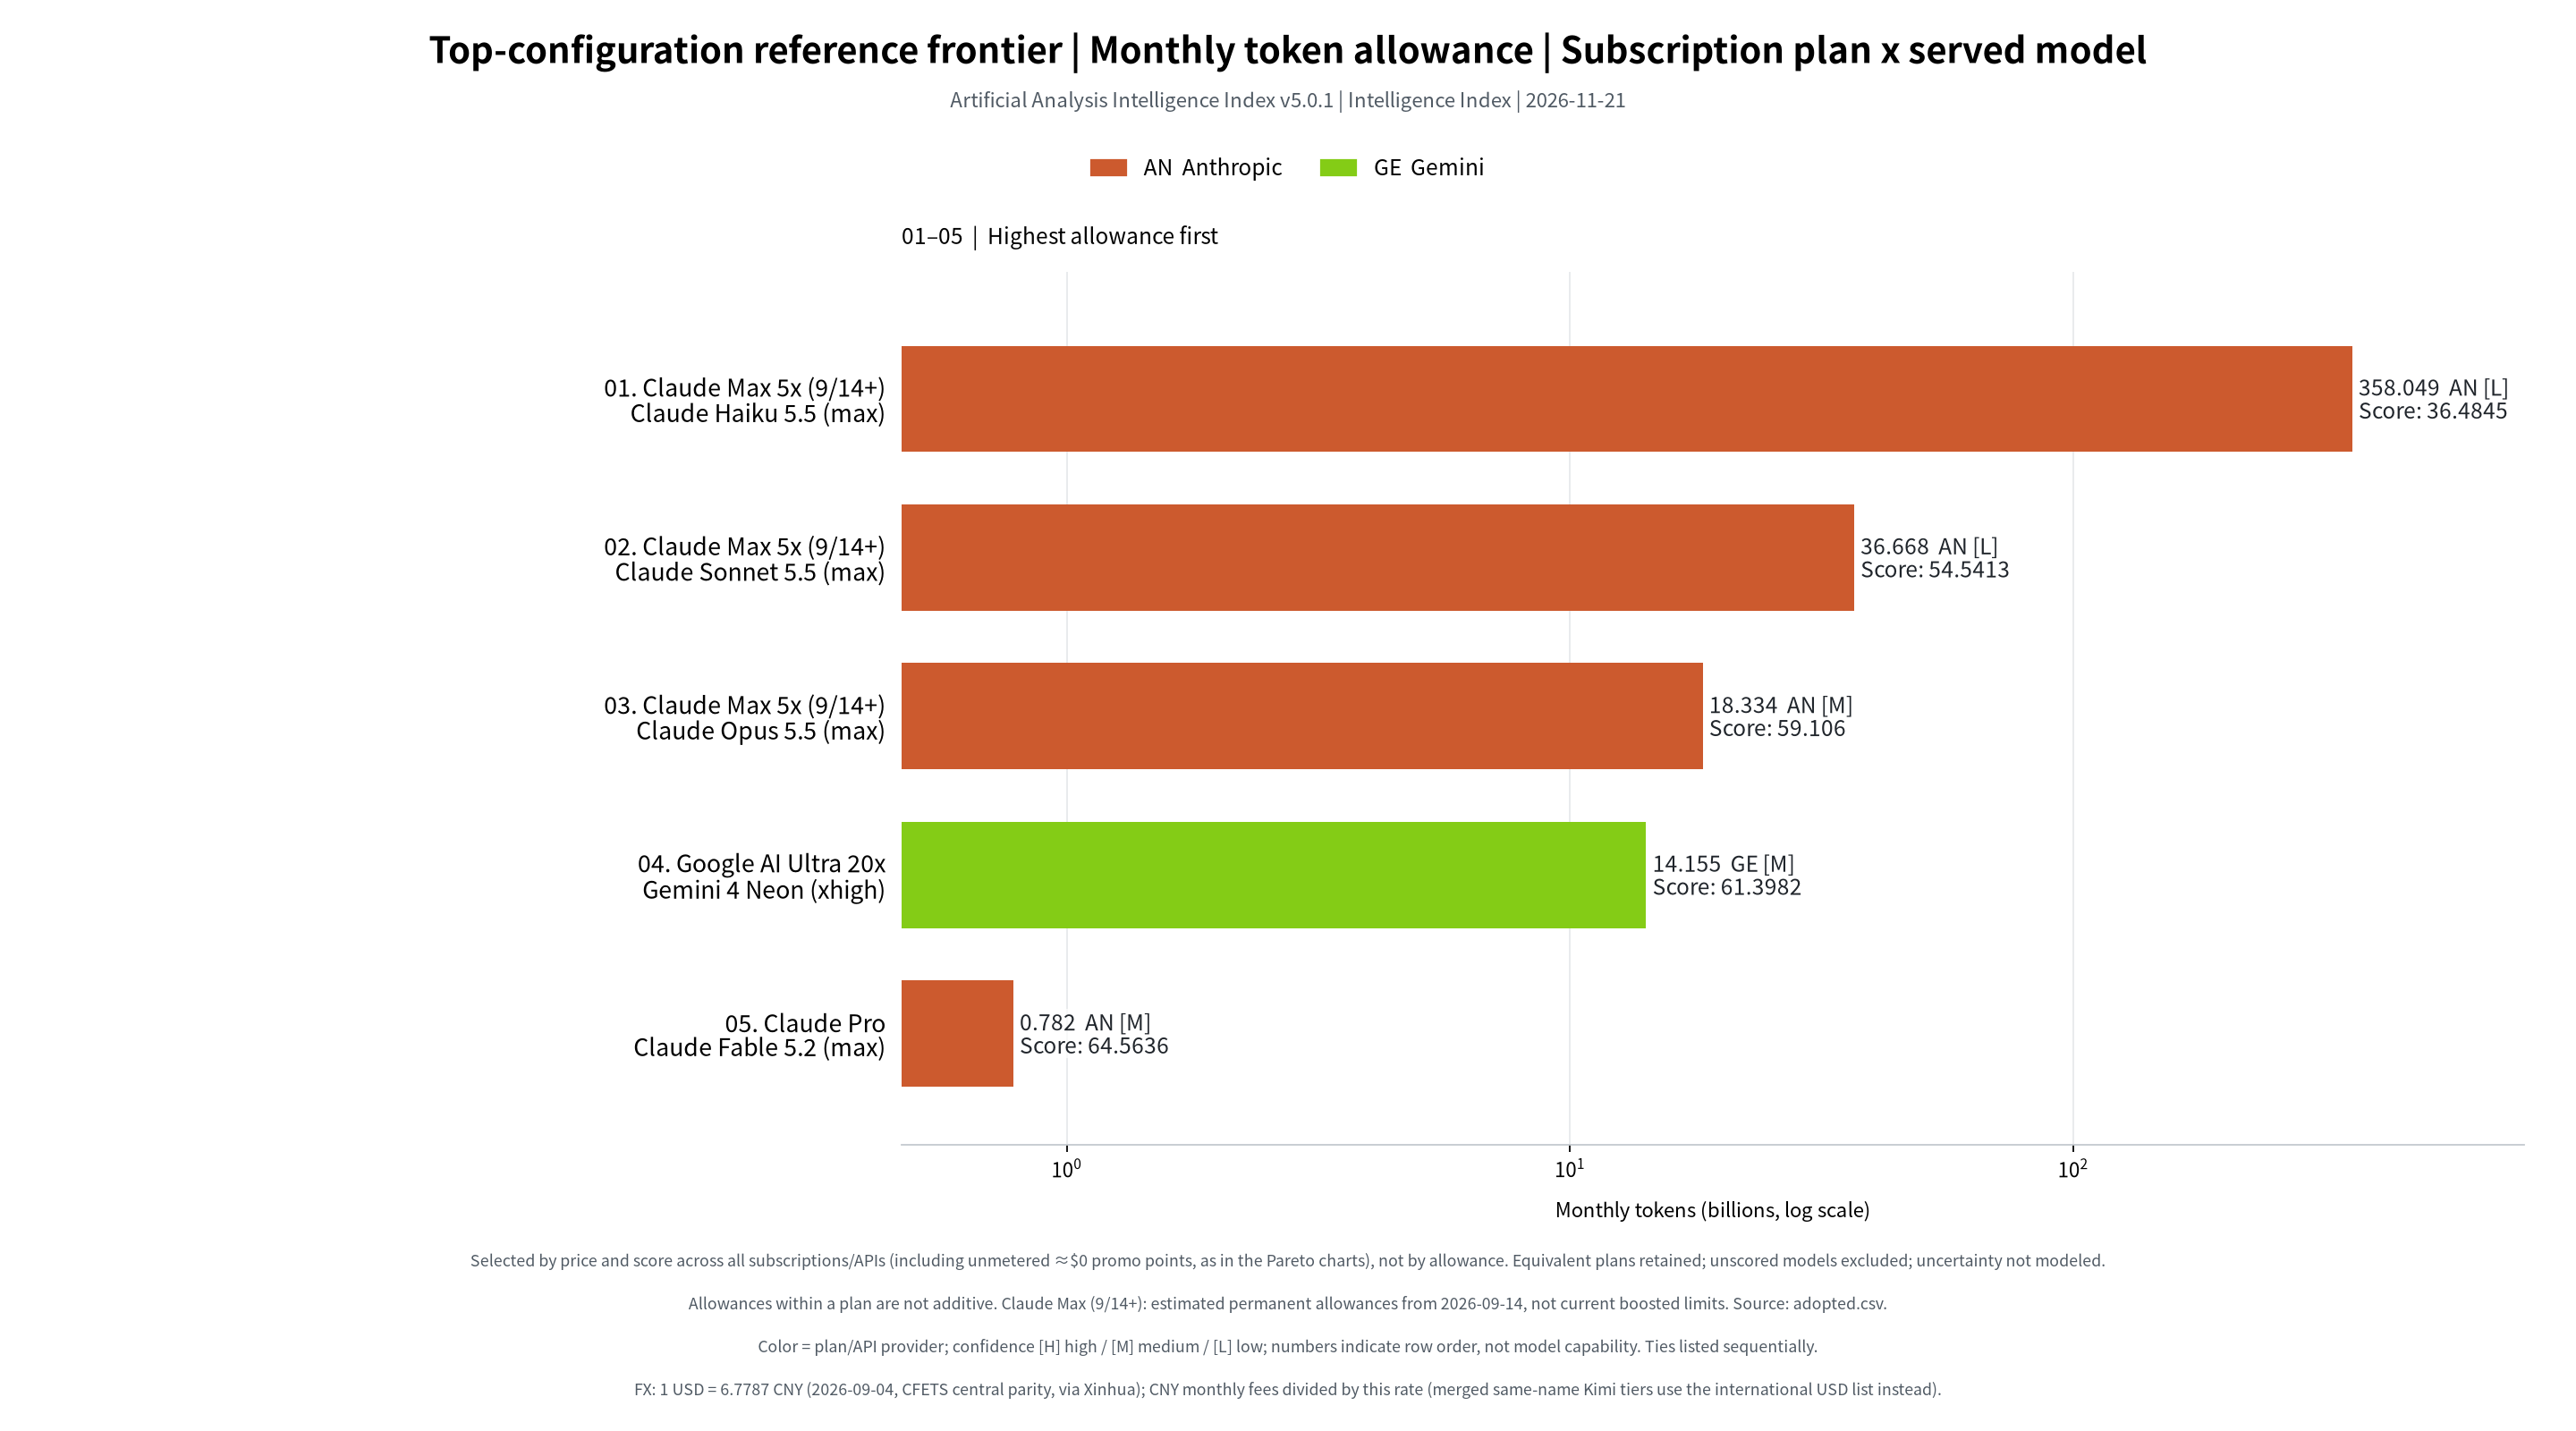 Top-configuration reference frontier | Monthly token allowance | Subscription plan x served model
Artificial Analysis Intelligence Index v5.0.1 | Intelligence Index | 2026-11-21
AN Anthropic
GE Gemini
01–05 | Highest allowance first
01. Claude Max 5x (9/14+)
Claude Haiku 5.5 (max)
358.049 AN [L]
Score: 36.4845
02. Claude Max 5x (9/14+)
Claude Sonnet 5.5 (max)
36.668 AN [L]
Score: 54.5413
03. Claude Max 5x (9/14+)
Claude Opus 5.5 (max)
18.334 AN [M]
Score: 59.106
04. Google AI Ultra 20x
Gemini 4 Neon (xhigh)
14.155 GE [M]
Score: 61.3982
05. Claude Pro
Claude Fable 5.2 (max)
0.782 AN [M]
Score: 64.5636
10⁰ 10¹ 10²
Monthly tokens (billions, log scale)
Selected by price and score across all subscriptions/APIs (including unmetered ≈$0 promo points, as in the Pareto charts), not by allowance. Equivalent plans retained; unscored models excluded; uncertainty not modeled.
Allowances within a plan are not additive. Claude Max (9/14+): estimated permanent allowances from 2026-09-14, not current boosted limits. Source: adopted.csv.
Color = plan/API provider; confidence [H] high / [M] medium / [L] low; numbers indicate row order, not model capability. Ties listed sequentially.
FX: 1 USD = 6.7787 CNY (2026-09-04, CFETS central parity, via Xinhua); CNY monthly fees divided by this rate (merged same-name Kimi tiers use the international USD list instead).